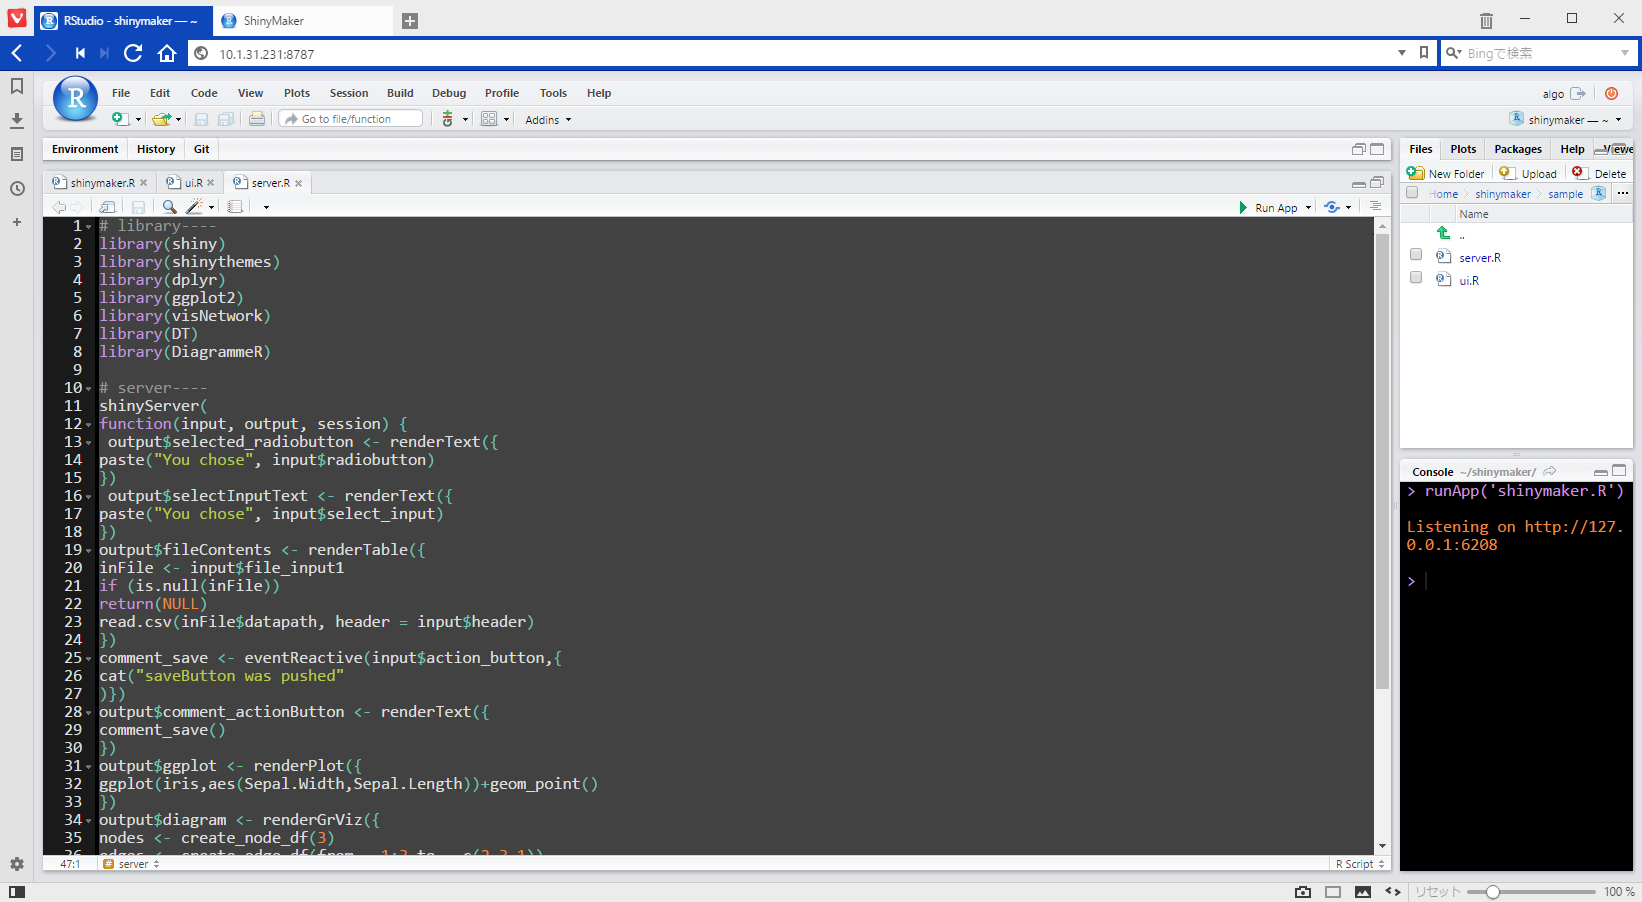 RStudio - shinymaker — ~
ShinyMaker
10.1.31.231:8787
Bingで検索
R
File Edit Code View Plots Session Build Debug Profile Tools Help
algo
Go to file/function
Addins
shinymaker — ~
Environment History Git
shinymaker.R
ui.R
server.R
Run App
1 # library----
2 library(shiny)
3 library(shinythemes)
4 library(dplyr)
5 library(ggplot2)
6 library(visNetwork)
7 library(DT)
8 library(DiagrammeR)
9
10 # server----
11 shinyServer(
12 function(input, output, session) {
13  output$selected_radiobutton <- renderText({
14 paste("You chose", input$radiobutton)
15 })
16  output$selectInputText <- renderText({
17 paste("You chose", input$select_input)
18 })
19 output$fileContents <- renderTable({
20 inFile <- input$file_input1
21 if (is.null(inFile))
22 return(NULL)
23 read.csv(inFile$datapath, header = input$header)
24 })
25 comment_save <- eventReactive(input$action_button,{
26 cat("saveButton was pushed"
27 )})
28 output$comment_actionButton <- renderText({
29 comment_save()
30 })
31 output$ggplot <- renderPlot({
32 ggplot(iris,aes(Sepal.Width,Sepal.Length))+geom_point()
33 })
34 output$diagram <- renderGrViz({
35 nodes <- create_node_df(3)
47:1
# server
R Script
Files Plots Packages Help
New Folder Upload Delete
Home shinymaker sample ...
Name
..
server.R
ui.R
Console ~/shinymaker/
> runApp('shinymaker.R')
Listening on http://127.
0.0.1:6208
>
リセット
100 %